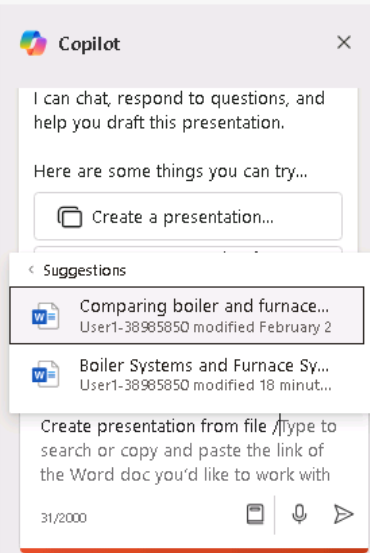 Copilot
I can chat, respond to questions, and
help you draft this presentation.
Here are some things you can try...
Create a presentation...
Suggestions
Comparing boiler and furnace...
User1-38985850 modified February 2
Boiler Systems and Furnace Sy...
User1-38985850 modified 18 minut...
Create presentation from file /Type to
search or copy and paste the link of
the Word doc you'd like to work with
31/2000